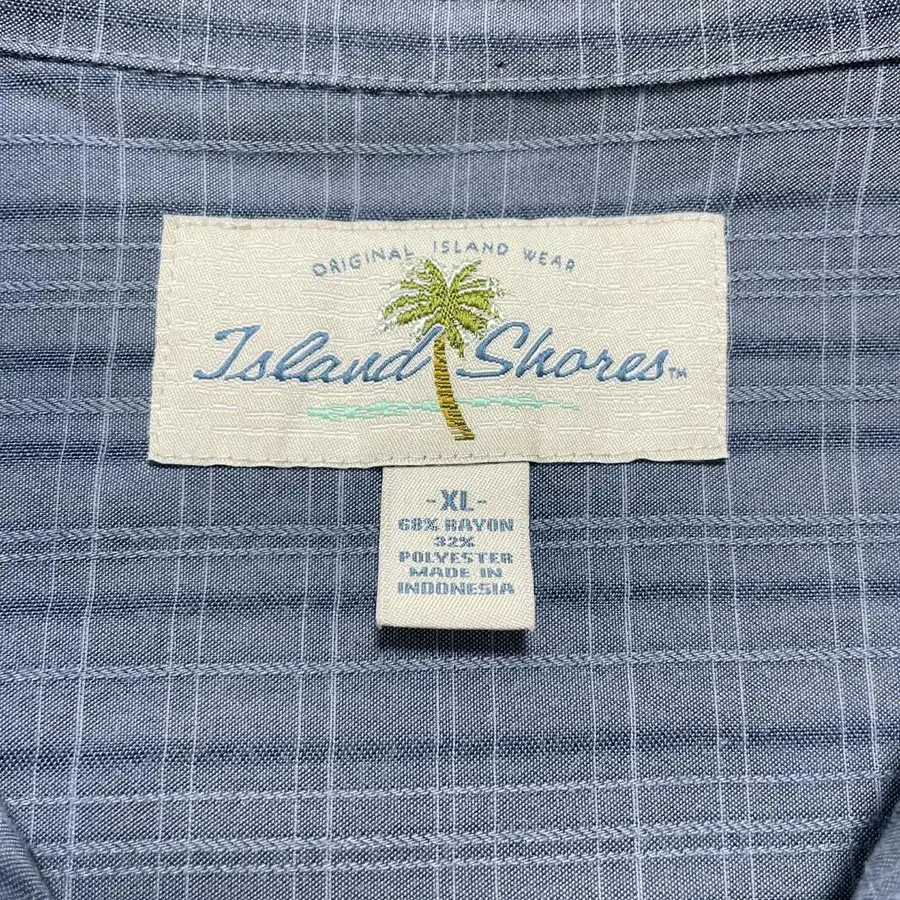 ORIGINAL ISLAND WEAR
Island Shores™
-XL-
68% RAYON
32%
POLYESTER
MADE IN
INDONESIA